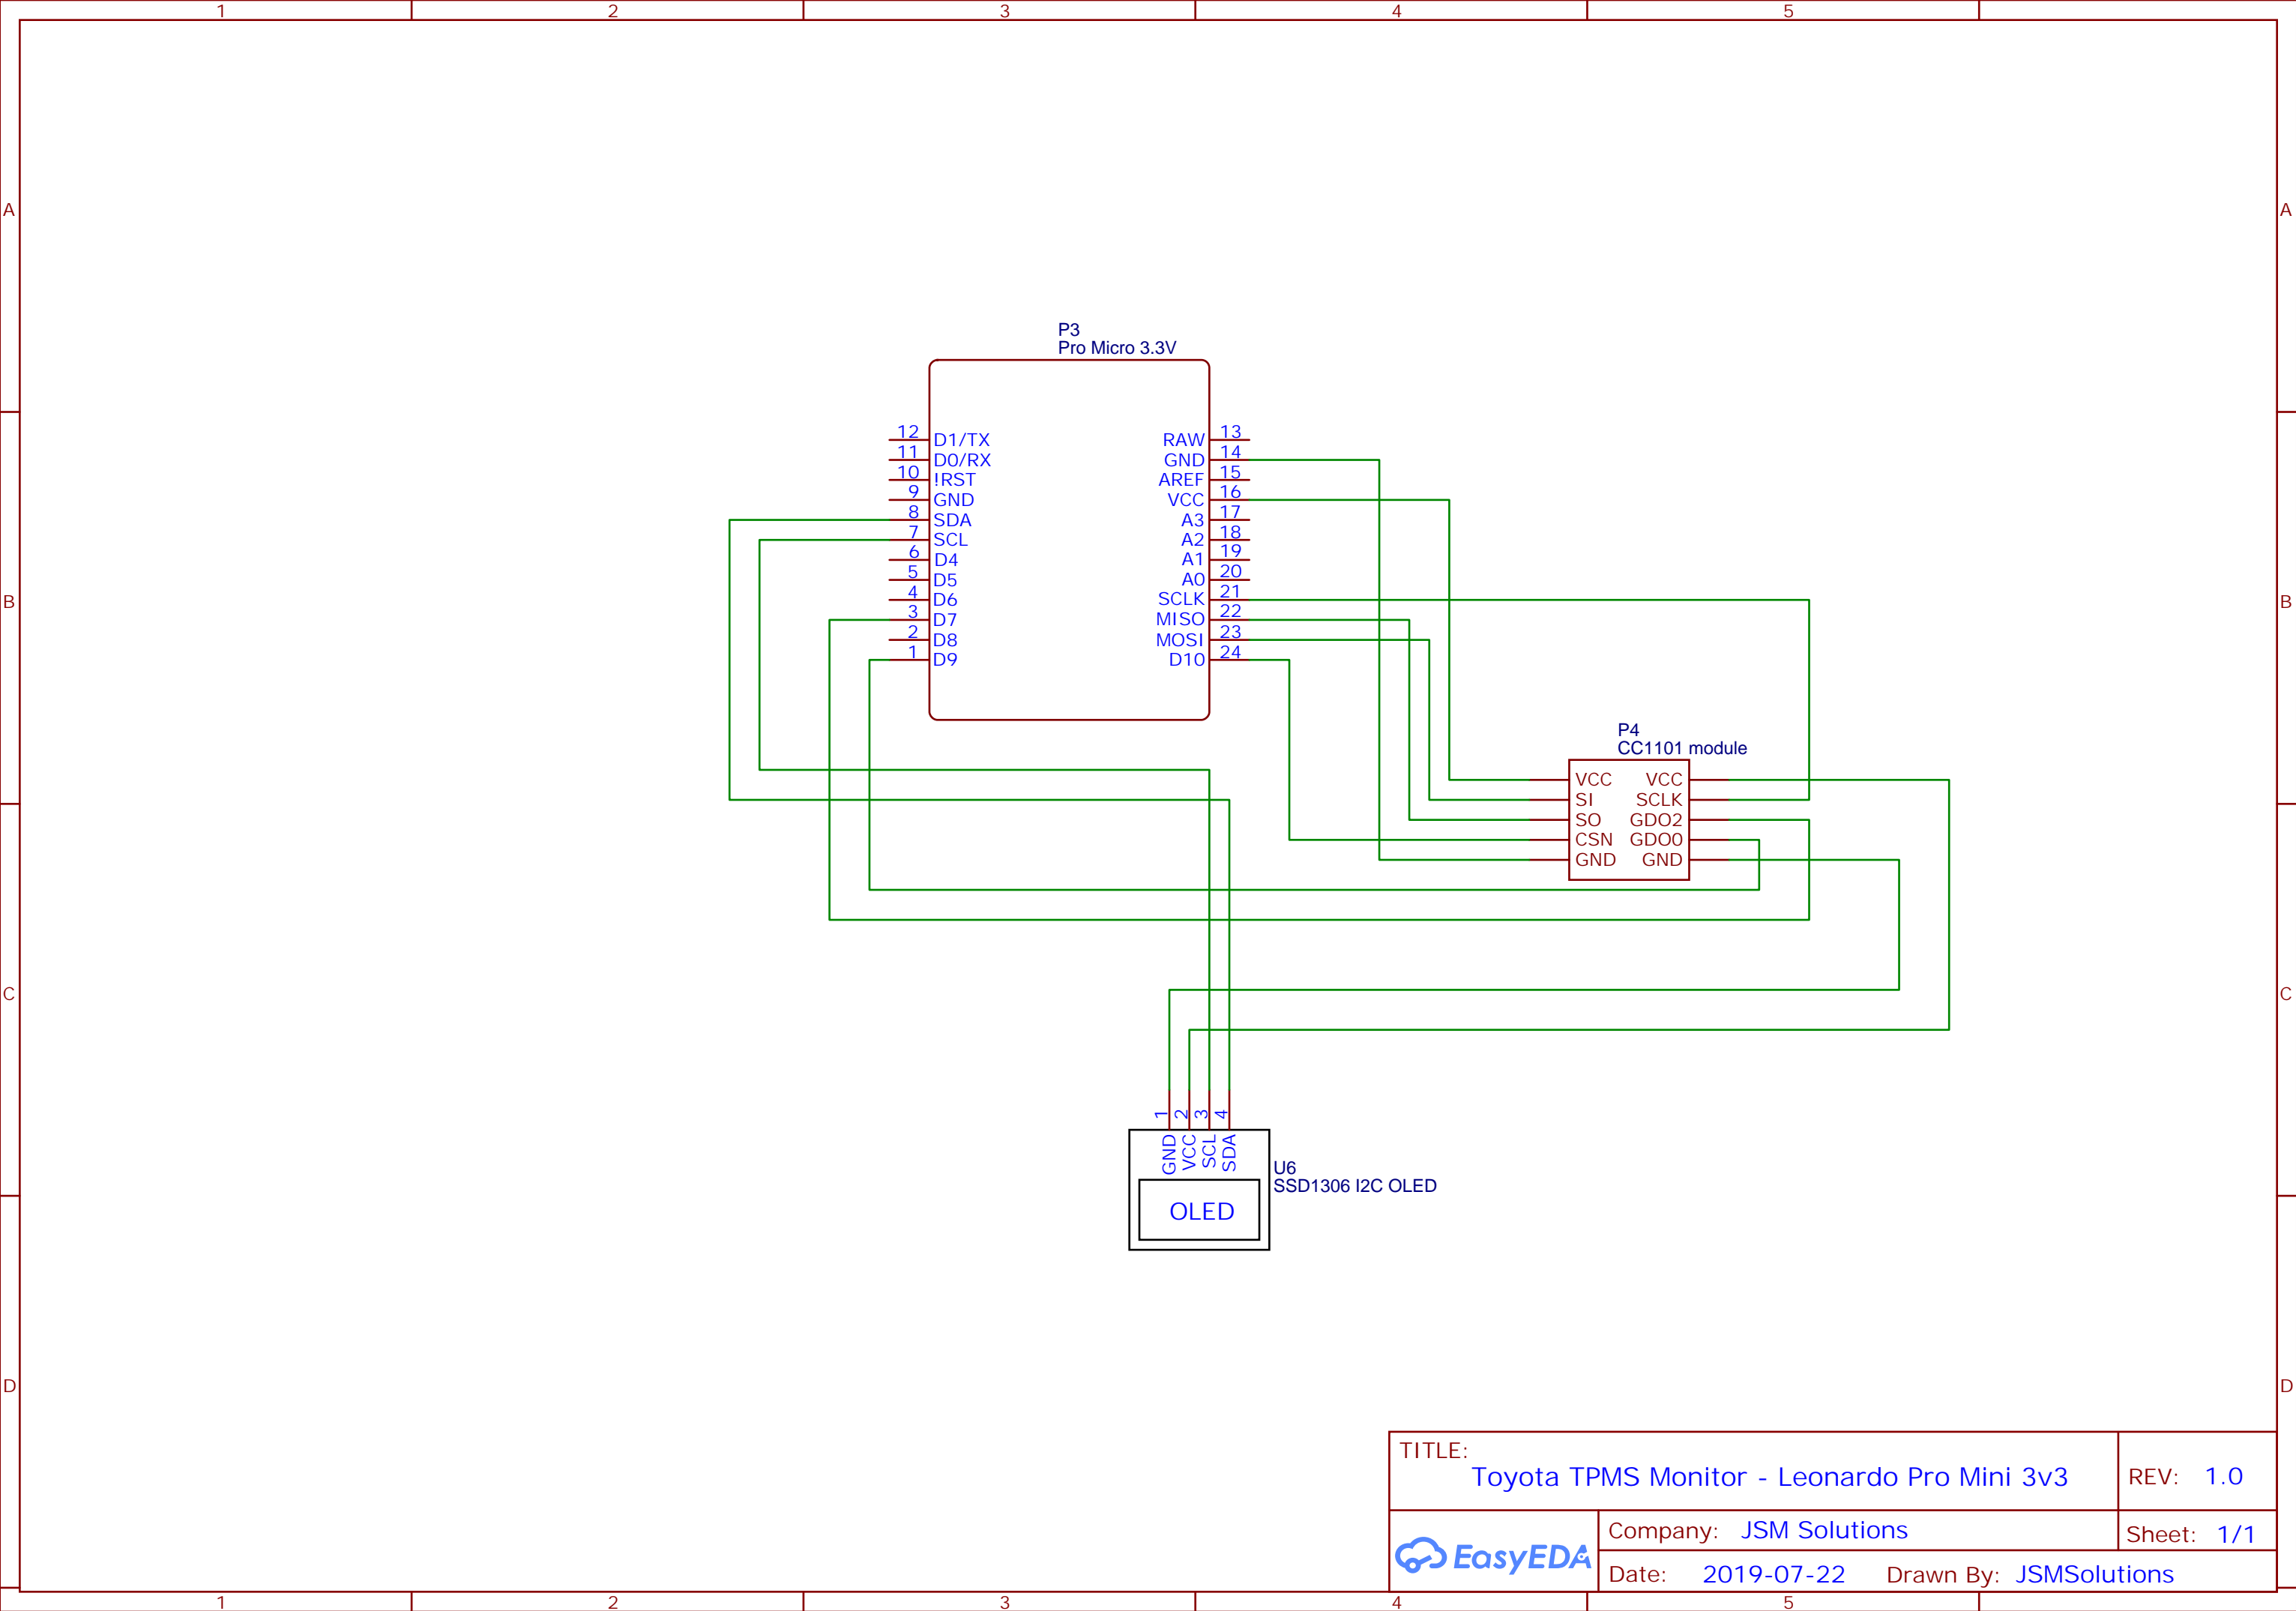 1 2 3 4 5
A A
P3
Pro Micro 3.3V
12 D1/TX RAW 13
11 D0/RX GND 14
10 !RST AREF 15
9 GND VCC 16
8 SDA A3 17
7 SCL A2 18
6 D4 A1 19
5 D5 A0 20
4 D6 SCLK 21
3 D7 MISO 22
2 D8 MOSI 23
1 D9 D10 24
B B
P4
CC1101 module
VCC VCC
SI SCLK
SO GDO2
CSN GDO0
GND GND
C C
1 2 3 4
GND VCC SCL SDA
U6
SSD1306 I2C OLED
OLED
D D
TITLE:
Toyota TPMS Monitor - Leonardo Pro Mini 3v3
REV: 1.0
EasyEDA
Company: JSM Solutions
Sheet: 1/1
Date: 2019-07-22 Drawn By: JSMSolutions
1 2 3 4 5